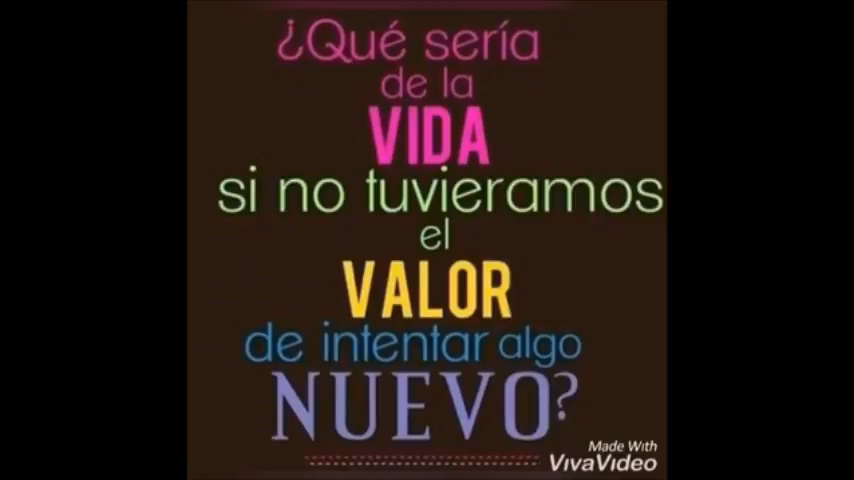 ¿Qué sería
de la
VIDA
si no tuvieramos
el
VALOR
de intentar algo
NUEVO?
Made With
VivaVideo